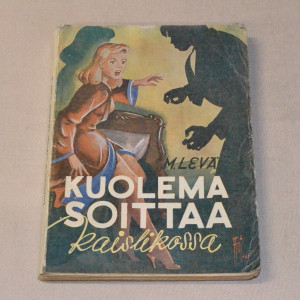 M. LEVÄ
KUOLEMA
SOITTAA
kaislikossa